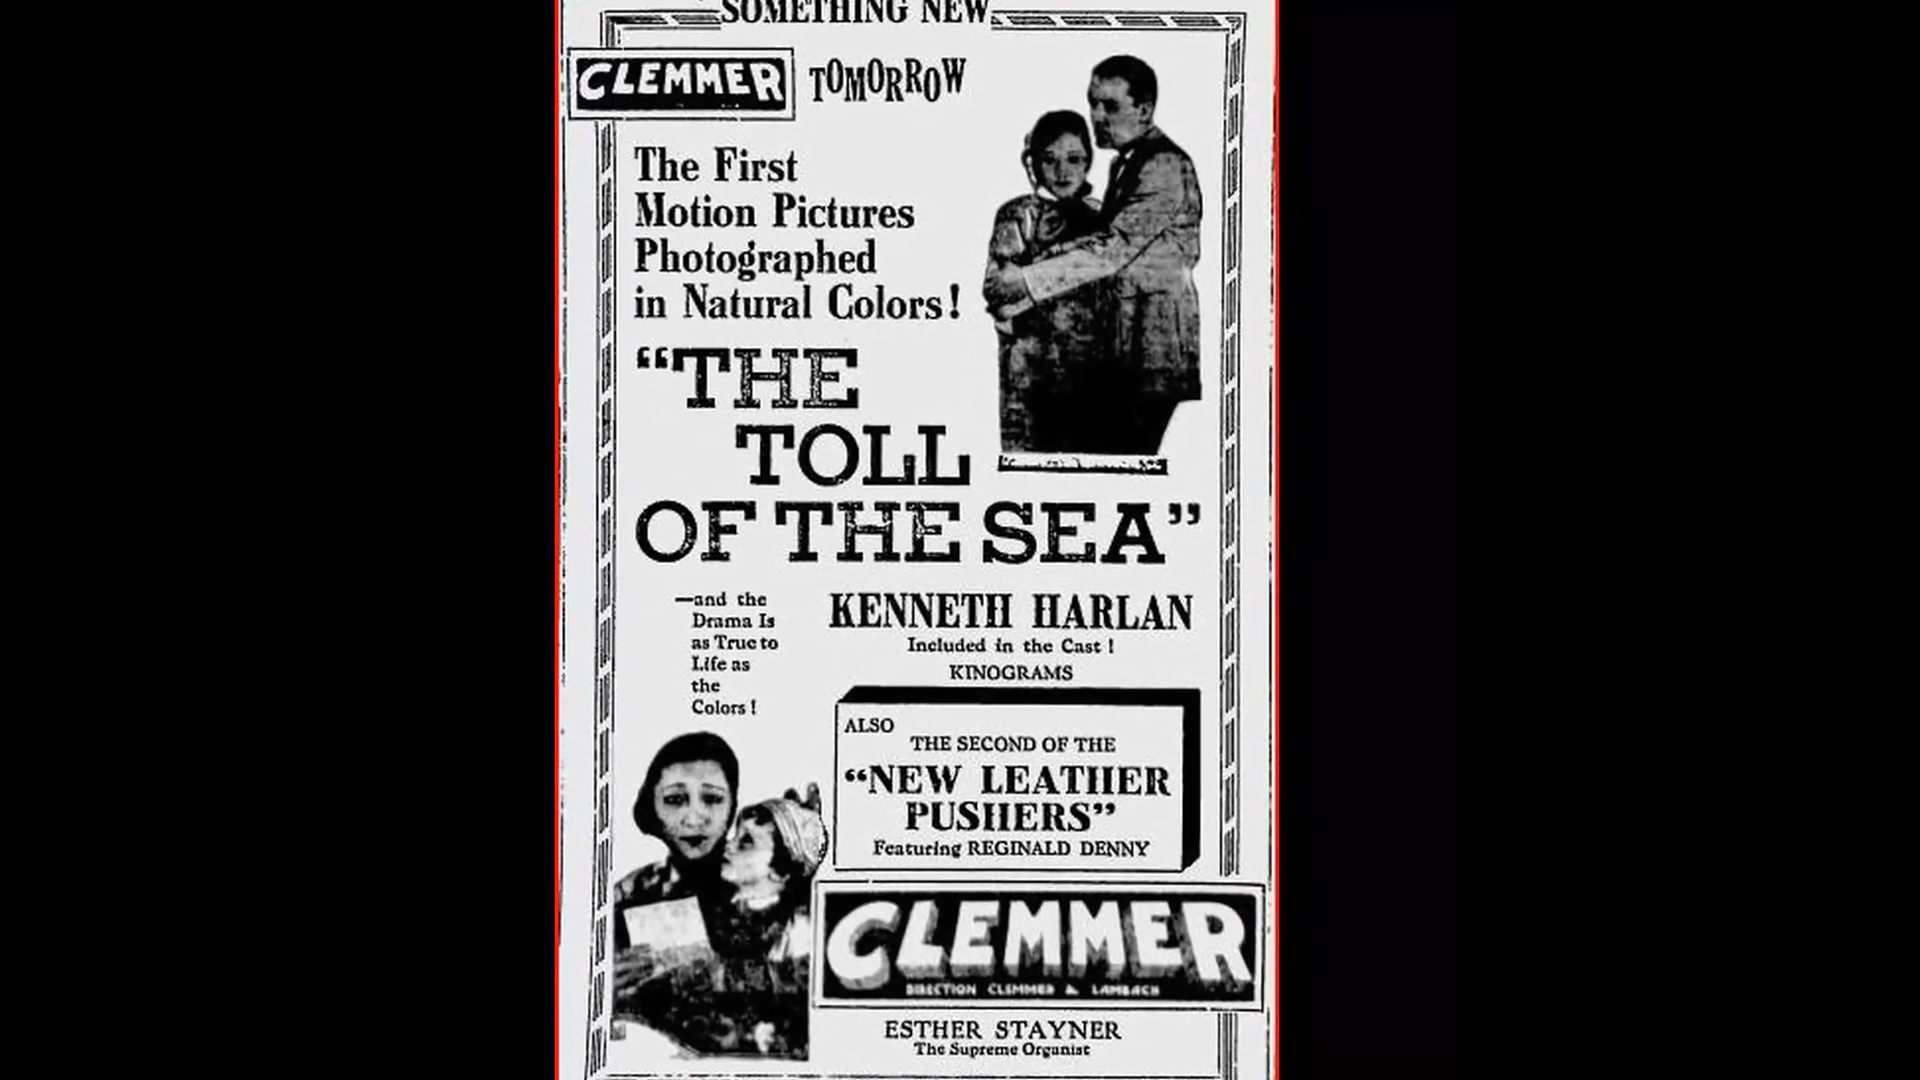 SOMETHING NEW
CLEMMER TOMORROW
The First
Motion Pictures
Photographed
in Natural Colors!
"THE
TOLL
OF THE SEA"
—and the
Drama Is
as True to
Life as
the
Colors!
KENNETH HARLAN
Included in the Cast!
KINOGRAMS
ALSO
THE SECOND OF THE
"NEW LEATHER
PUSHERS"
Featuring REGINALD DENNY
CLEMMER
DIRECTION CLEMMER & LAMBACH
ESTHER STAYNER
The Supreme Organist